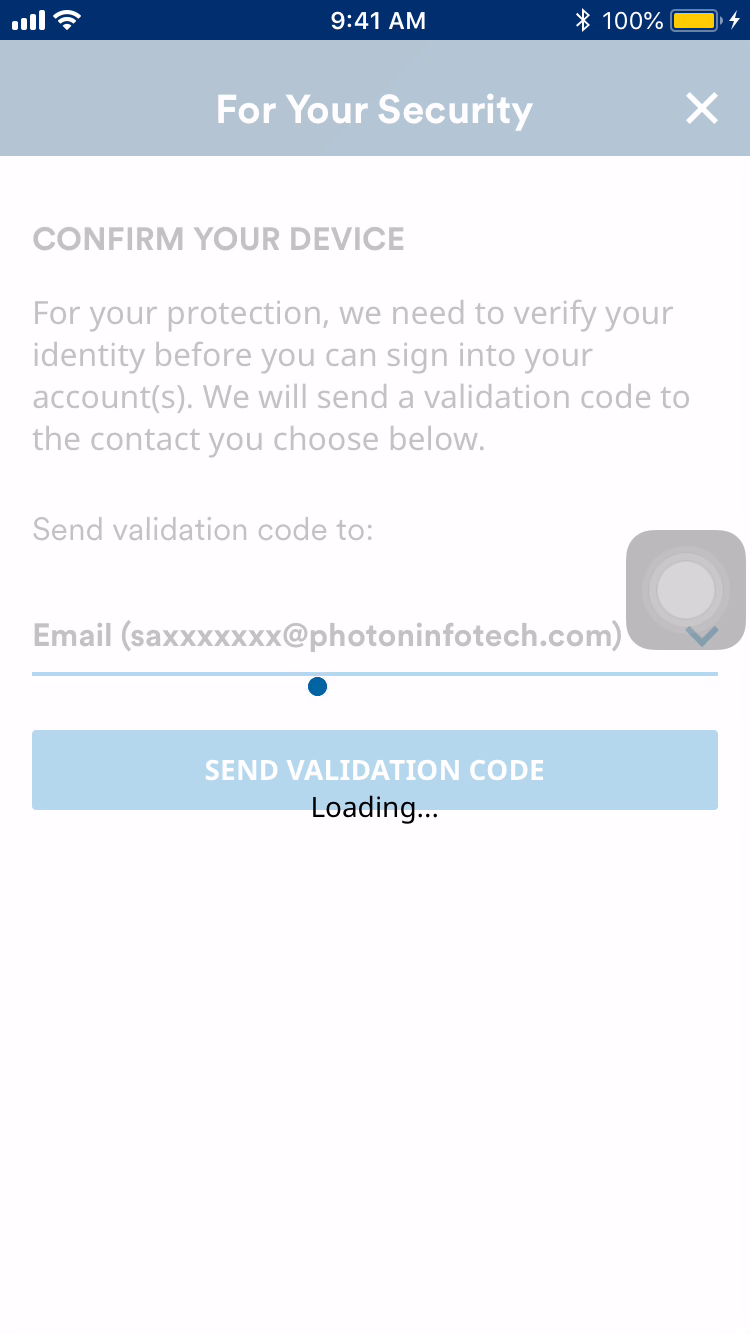 9:41 AM
100%
For Your Security
CONFIRM YOUR DEVICE
For your protection, we need to verify your
identity before you can sign into your
account(s). We will send a validation code to
the contact you choose below.
Send validation code to:
Email (saxxxxxxx@photoninfotech.com)
SEND VALIDATION CODE
Loading...